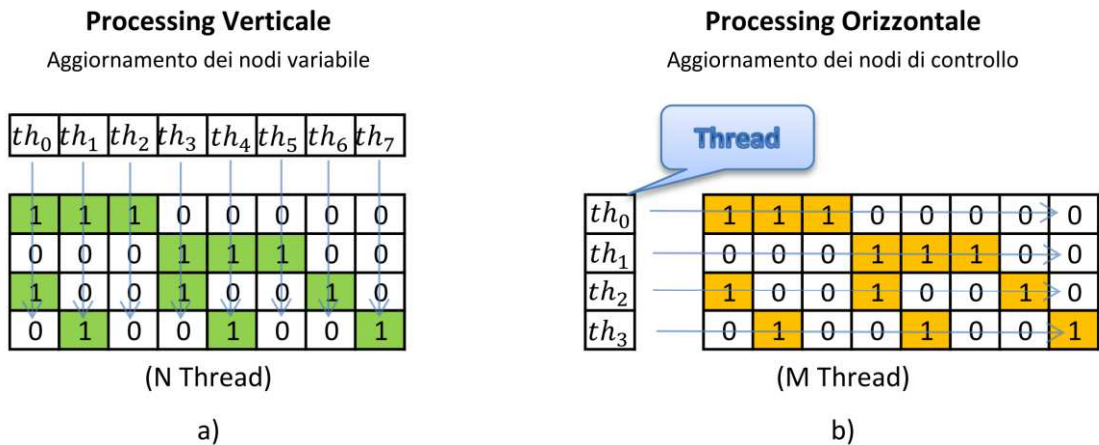 Processing Verticale
Aggiornamento dei nodi variabile
th0 th1 th2 th3 th4 th5 th6 th7
1 1 1 0 0 0 0 0
0 0 0 1 1 1 0 0
1 0 0 1 0 0 1 0
0 1 0 0 1 0 0 1
(N Thread)
a)
Processing Orizzontale
Aggiornamento dei nodi di controllo
Thread
th0 1 1 1 0 0 0 0 0
th1 0 0 0 1 1 1 0 0
th2 1 0 0 1 0 0 1 0
th3 0 1 0 0 1 0 0 1
(M Thread)
b)